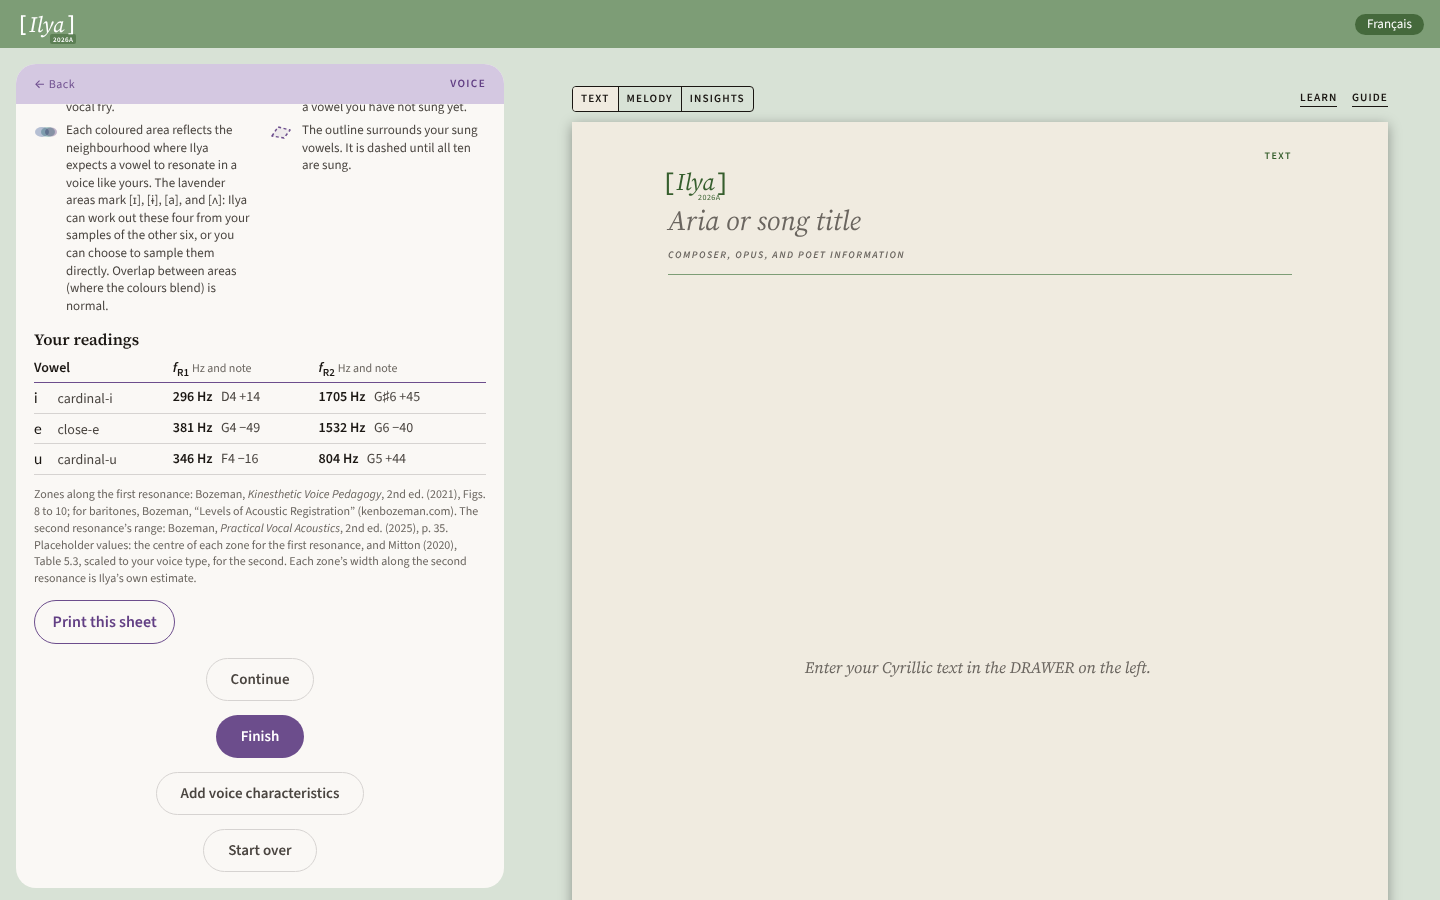 [Ilya]
2026A
Français
← Back
VOICE
vocal fry.
Each coloured area reflects the
neighbourhood where Ilya
expects a vowel to resonate in a
voice like yours. The lavender
areas mark [ɪ], [ɨ], [a], and [ʌ]: Ilya
can work out these four from your
samples of the other six, or you
can choose to sample them
directly. Overlap between areas
(where the colours blend) is
normal.
a vowel you have not sung yet.
The outline surrounds your sung
vowels. It is dashed until all ten
are sung.
Your readings
Vowel fR1 Hz and note fR2 Hz and note
i cardinal-i 296 Hz D4 +14 1705 Hz G♯6 +45
e close-e 381 Hz G4 −49 1532 Hz G6 −40
u cardinal-u 346 Hz F4 −16 804 Hz G5 +44
Zones along the first resonance: Bozeman, Kinesthetic Voice Pedagogy, 2nd ed. (2021), Figs.
8 to 10; for baritones, Bozeman, “Levels of Acoustic Registration” (kenbozeman.com). The
second resonance’s range: Bozeman, Practical Vocal Acoustics, 2nd ed. (2025), p. 35.
Placeholder values: the centre of each zone for the first resonance, and Mitton (2020),
Table 5.3, scaled to your voice type, for the second. Each zone’s width along the second
resonance is Ilya’s own estimate.
Print this sheet
Continue
Finish
Add voice characteristics
Start over
TEXT MELODY INSIGHTS
LEARN GUIDE
TEXT
[Ilya]
2026A
Aria or song title
COMPOSER, OPUS, AND POET INFORMATION
Enter your Cyrillic text in the DRAWER on the left.